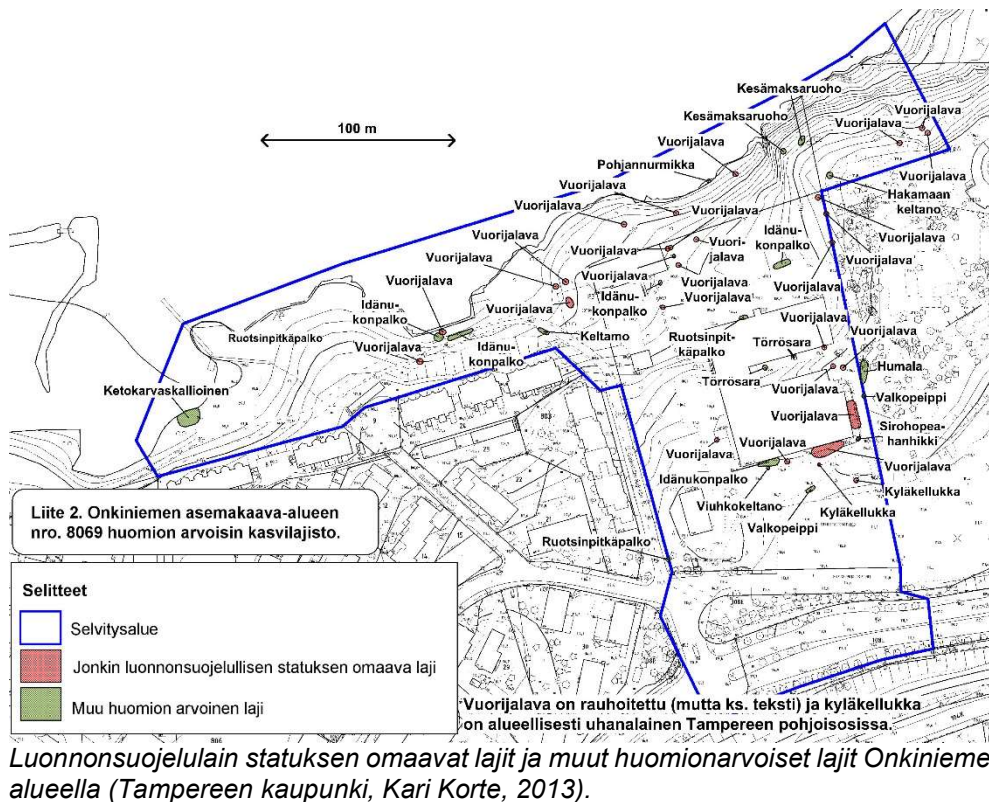 Kesämaksaruoho
Kesämaksaruoho
Vuorijalava
Vuorijalava
100 m
Vuorijalava
Pohjannurmikka
Vuorijalava
Vuorijalava
Hakamaan
keltano
Vuorijalava
Vuorijalava
Vuorijalava
Idänu-
konpalko
Vuorijalava
Vuorijalava
Vuori-
jalava
Vuorijalava
Vuorijalava
Vuorijalava
Vuorijalava
Vuorijalava
Vuorijalava
Idänu-
konpalko
Vuorijalava
Vuorijalava
Idänu-
konpalko
Vuorijalava
Vuorijalava
Ruotsinpitkäpalko
Keltamo
Ruotsinpit-
käpalko
Vuorijalava
Idänu-
konpalko
Törrösara
Humala
Ketokarvaskallioinen
Törrösara
Vuorijalava
Valkopeippi
Vuorijalava
Sirohopea-
hanhikki
Vuorijalava
Vuorijalava
Vuorijalava
Idänukonpalko
Kyläkellukka
Viuhkokeltano
Kyläkellukka
Valkopeippi
Ruotsinpitkäpalko
Liite 2. Onkiniemen asemakaava-alueen
nro. 8069 huomion arvoisin kasvilajisto.
Selitteet
Selvitysalue
Jonkin luonnonsuojelullisen statuksen omaava laji
Muu huomion arvoinen laji
Vuorijalava on rauhoitettu (mutta ks. teksti) ja kyläkellukka
on alueellisesti uhanalainen Tampereen pohjoisosissa.
Luonnonsuojelulain statuksen omaavat lajit ja muut huomionarvoiset lajit Onkinieme
alueella (Tampereen kaupunki, Kari Korte, 2013).